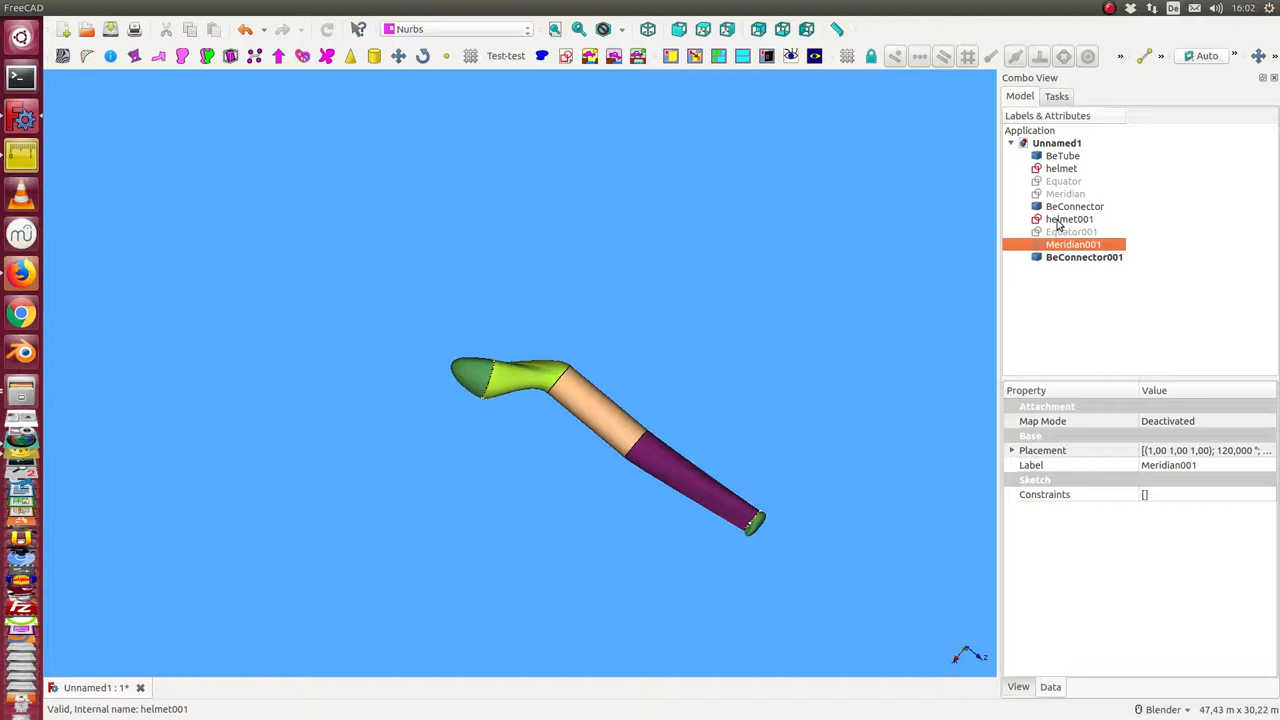 FreeCAD
De
16:02
Nurbs
Test-test
Auto
»
»
»
»
Combo View
Model
Tasks
Labels & Attributes
Application
Unnamed1
BeTube
helmet
Equator
Meridian
BeConnector
helmet001
Equator001
Meridian001
BeConnector001
Property
Value
Attachment
Map Mode
Deactivated
Base
Placement
[(1,00 1,00 1,00); 120,000 °; ...
Label
Meridian001
Sketch
Constraints
[]
z
View
Data
Unnamed1 : 1*
Valid, Internal name: helmet001
Blender
47,43 m x 30,22 m